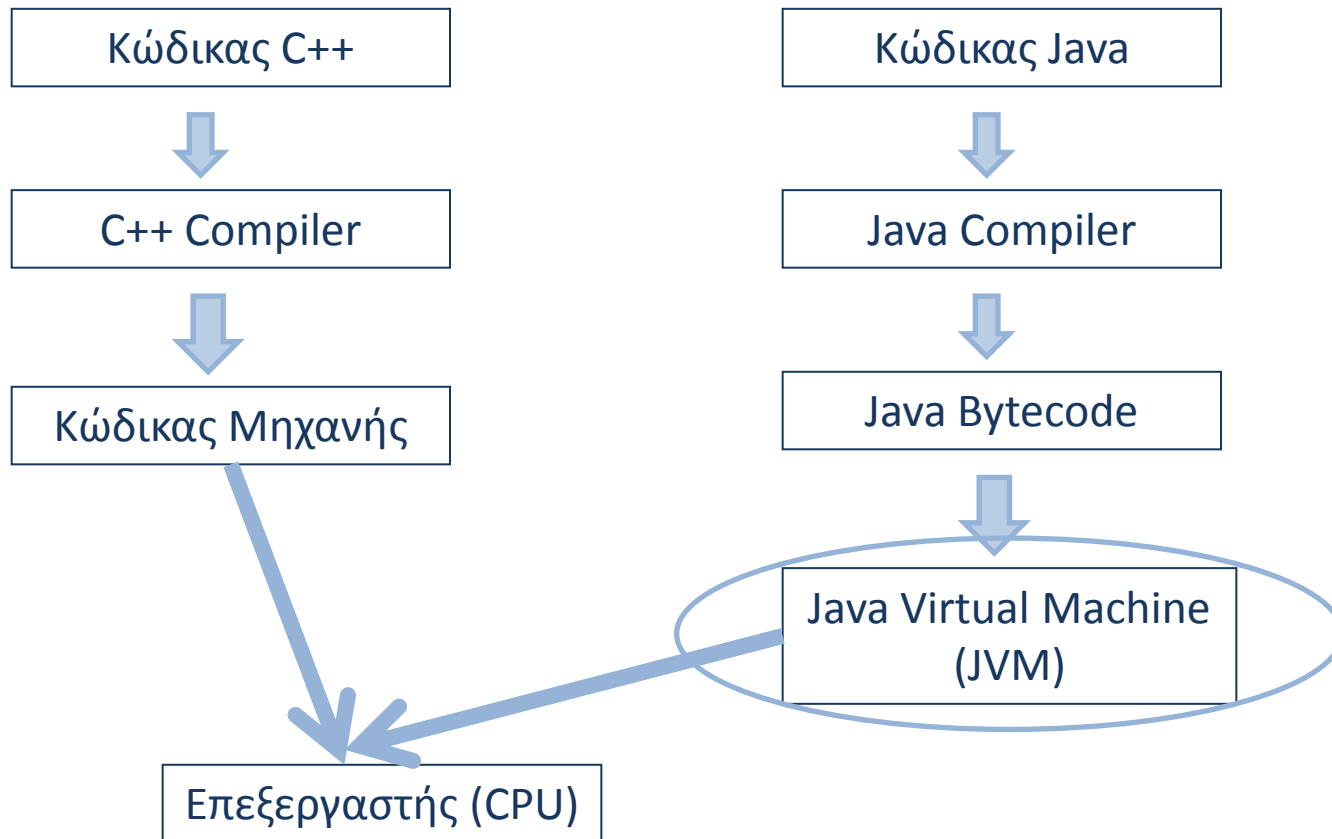 Κώδικας C++
Κώδικας Java
C++ Compiler
Java Compiler
Κώδικας Μηχανής
Java Bytecode
Java Virtual Machine
(JVM)
Επεξεργαστής (CPU)